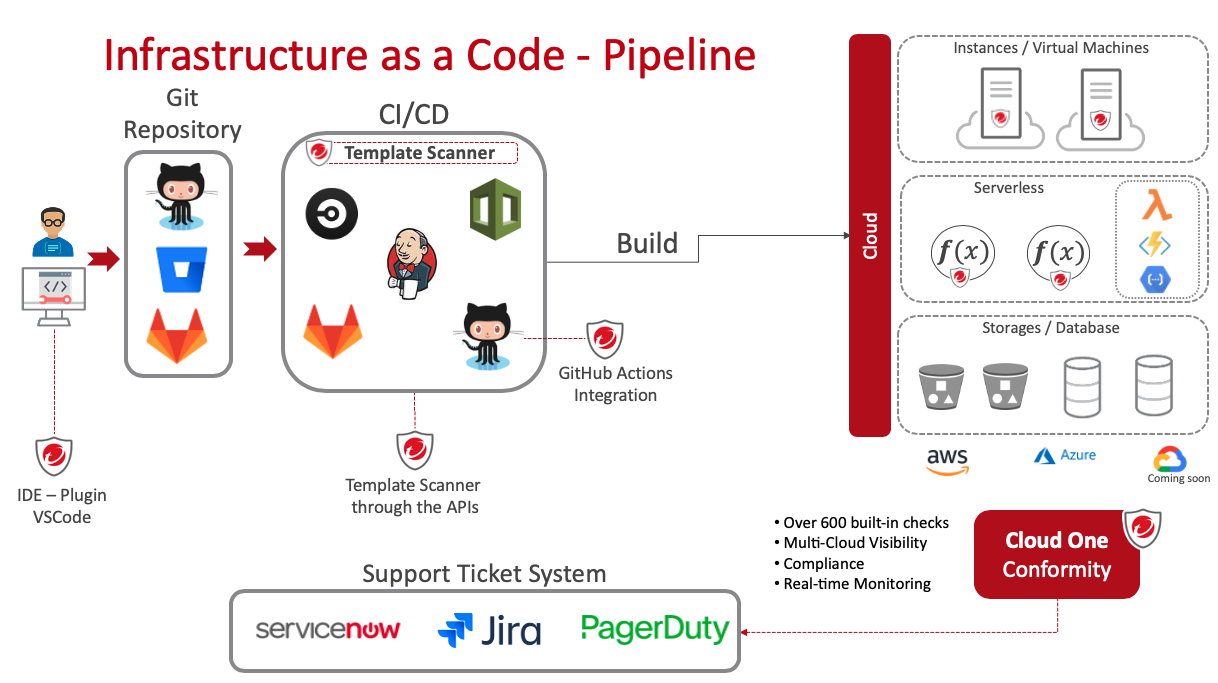 Infrastructure as a Code - Pipeline
Git
Repository
CI/CD
Template Scanner
</>
IDE – Plugin
VSCode
Template Scanner
through the APIs
GitHub Actions
Integration
Build
Cloud
Instances / Virtual Machines
Serverless
f(x)
f(x)
Storages / Database
aws
Azure
Coming soon
• Over 600 built-in checks
• Multi-Cloud Visibility
• Compliance
• Real-time Monitoring
Cloud One
Conformity
Support Ticket System
servicenow
Jira
PagerDuty